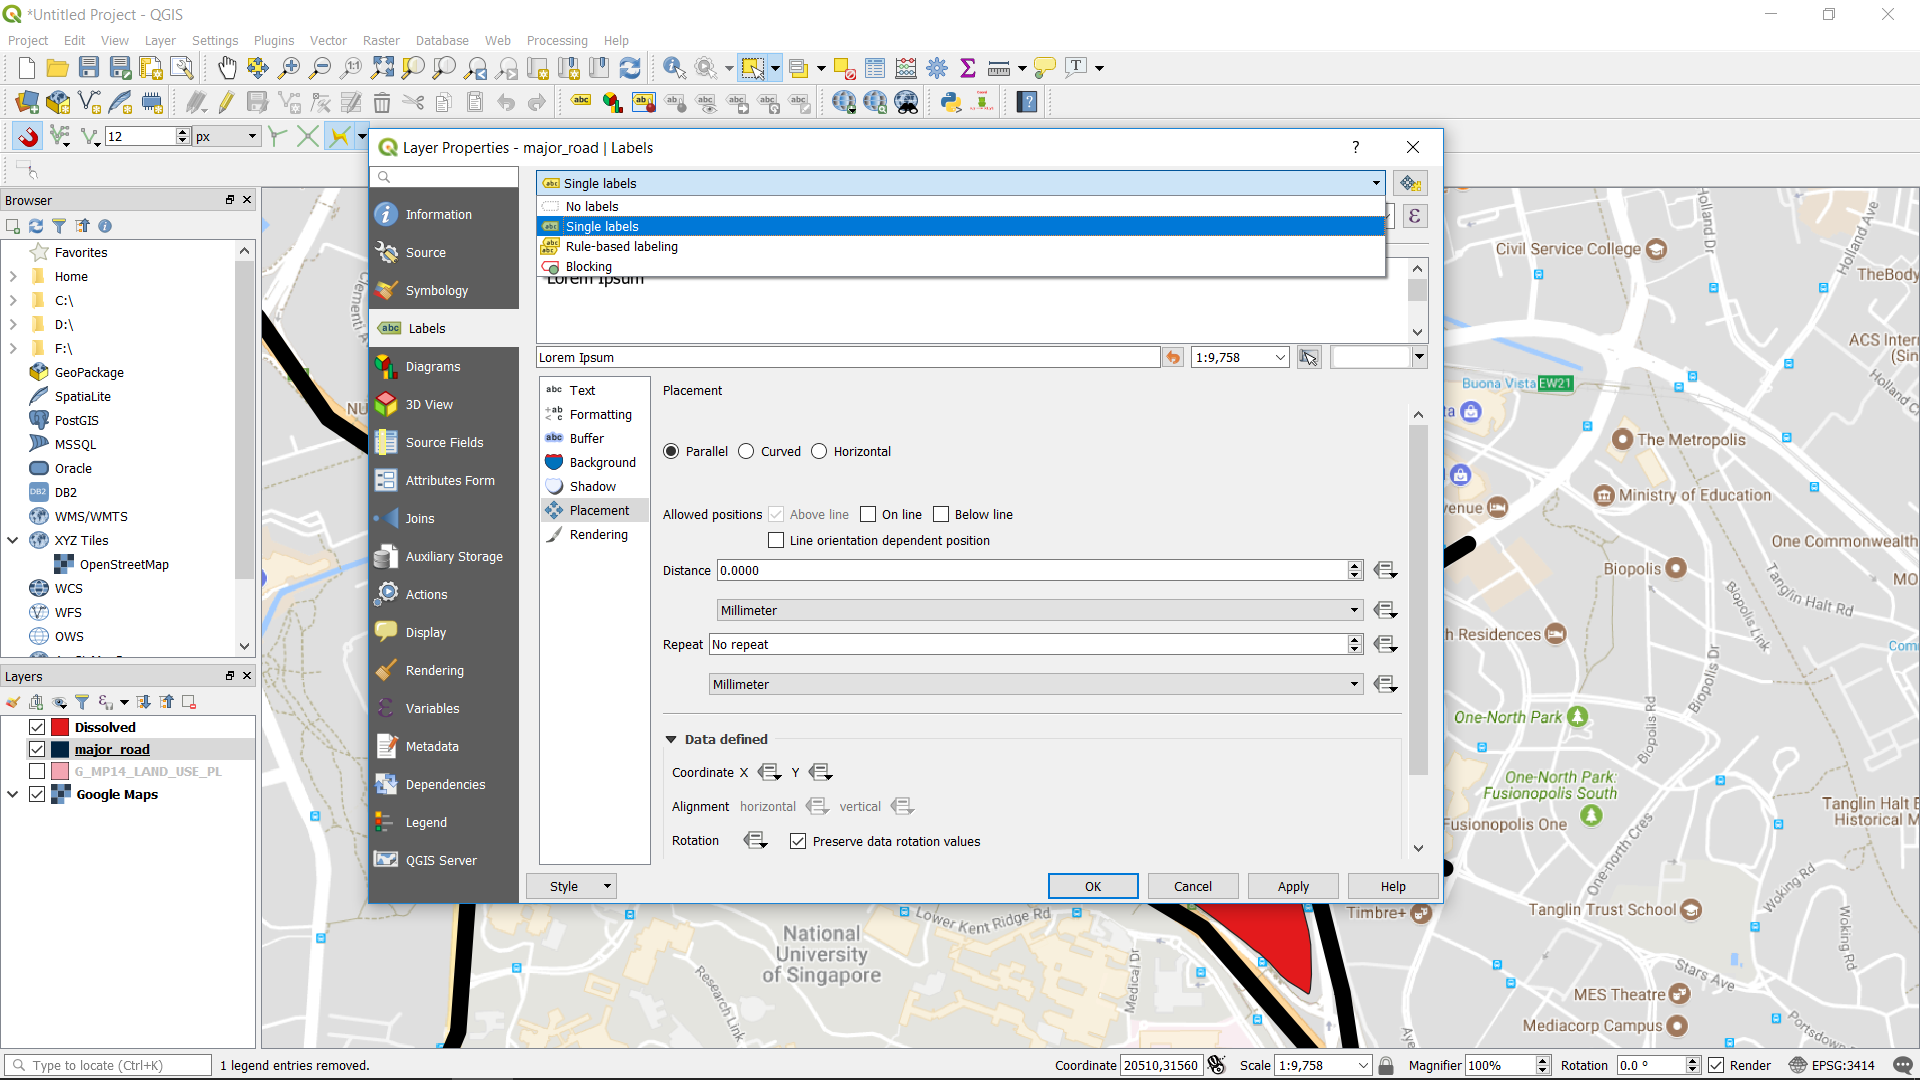 *Untitled Project - QGIS
Project Edit View Layer Settings Plugins Vector Raster Database Web Processing Help
12 px
Browser
Favorites
Home
C:\
D:\
F:\
GeoPackage
SpatiaLite
PostGIS
MSSQL
Oracle
DB2
WMS/WMTS
XYZ Tiles
OpenStreetMap
WCS
WFS
OWS
Layers
Dissolved
major_road
G_MP14_LAND_USE_PL
Google Maps
Layer Properties - major_road | Labels
?
Information
Source
Symbology
Labels
Diagrams
3D View
Source Fields
Attributes Form
Joins
Auxiliary Storage
Actions
Display
Rendering
Variables
Metadata
Dependencies
Legend
QGIS Server
Single labels
No labels
Single labels
Rule-based labeling
Blocking
Lorem Ipsum
Lorem Ipsum 1:9,758
Text
Formatting
Buffer
Background
Shadow
Placement
Rendering
Placement
Parallel Curved Horizontal
Allowed positions Above line On line Below line
Line orientation dependent position
Distance 0.0000
Millimeter
Repeat No repeat
Millimeter
Data defined
Coordinate X Y
Alignment horizontal vertical
Rotation Preserve data rotation values
Style OK Cancel Apply Help
Holland Dr
Holland Ave
Civil Service College
TheBody
ACS Intern
(Sin
Holland C
Buona Vista EW21
ta
The Metropolis
Ministry of Education
venue
One Commonwealth
Biopolis
MO
Tanglin Halt Rd
Biopolis Link
h Residences
Biopolis Dr
Com
One-North Park
Biopolis Rd
One-North Park:
Fusionopolis South
Fusionopolis One
Tanglin Halt E
Historical M
One-north Cres
Woking Rd
Woking Rd
Timbre+
Tanglin Trust School
Stars Ave
MES Theatre
Mediacorp Campus
Portsdown
Aye
Clementi A
NU
Lower Kent Ridge Rd
National
University
of Singapore
Research Link
Medical Dr
Type to locate (Ctrl+K) 1 legend entries removed. Coordinate 20510,31560 Scale 1:9,758 Magnifier 100% Rotation 0.0 ° Render EPSG:3414